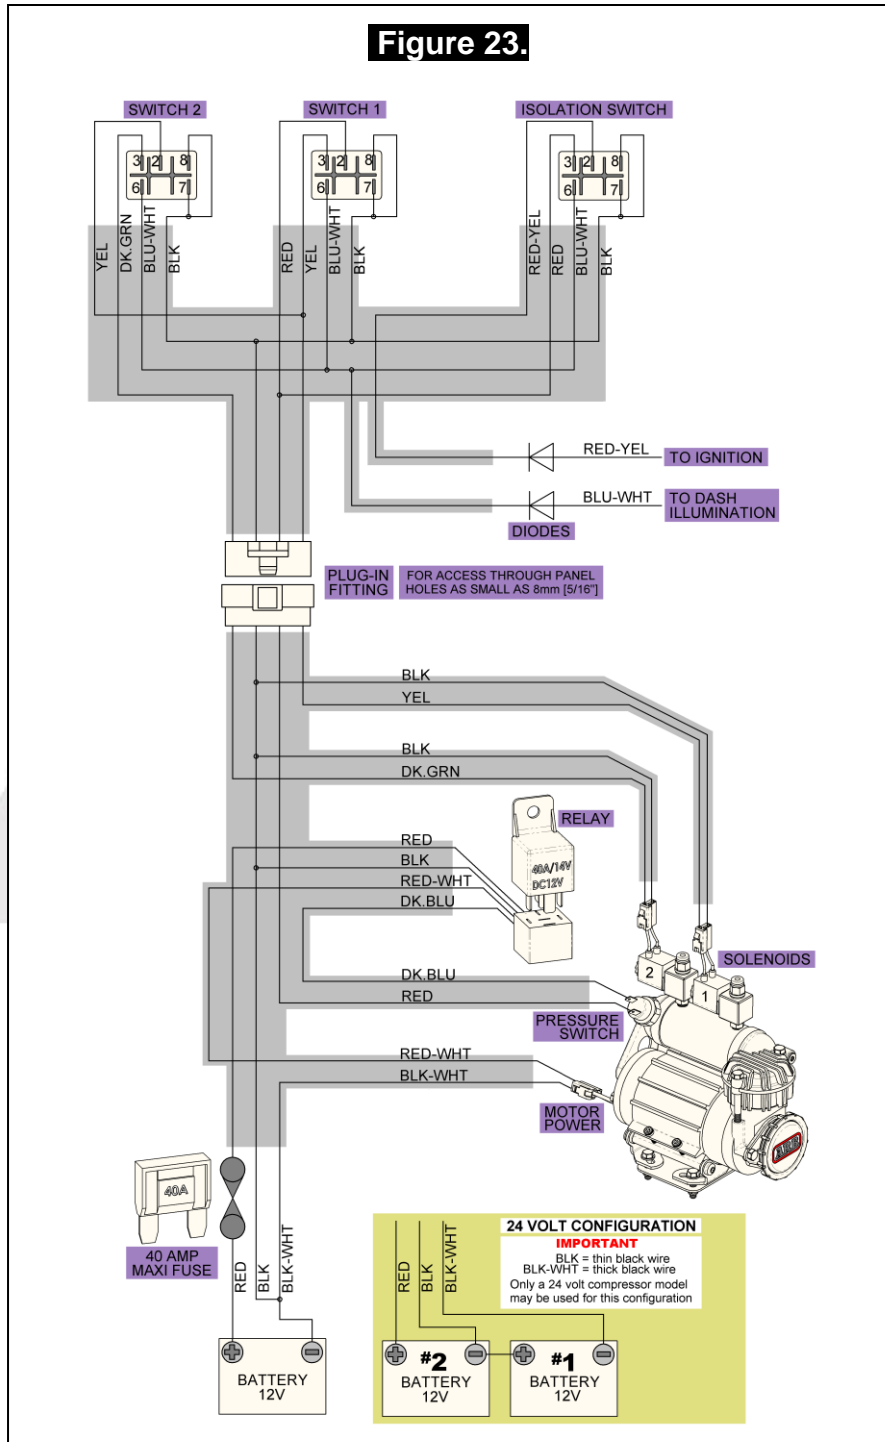 Figure 23.
SWITCH 2
SWITCH 1
ISOLATION SWITCH
3 2 8
6 7
3 2 8
6 7
3 2 8
6 7
YEL
DK.GRN
BLU-WHT
BLK
RED
YEL
BLU-WHT
BLK
RED-YEL
RED
BLU-WHT
BLK
RED-YEL
TO IGNITION
BLU-WHT
TO DASH
ILLUMINATION
DIODES
PLUG-IN
FITTING
FOR ACCESS THROUGH PANEL
HOLES AS SMALL AS 8mm [5/16"]
BLK
YEL
BLK
DK.GRN
RELAY
40A/14V
DC12V
RED
BLK
RED-WHT
DK.BLU
SOLENOIDS
2
1
DK.BLU
RED
PRESSURE
SWITCH
RED-WHT
BLK-WHT
MOTOR
POWER
ARB
40A
40 AMP
MAXI FUSE
RED
BLK
BLK-WHT
BATTERY
12V
24 VOLT CONFIGURATION
IMPORTANT
BLK = thin black wire
BLK-WHT = thick black wire
Only a 24 volt compressor model
may be used for this configuration
RED
BLK
BLK-WHT
#2
BATTERY
12V
#1
BATTERY
12V